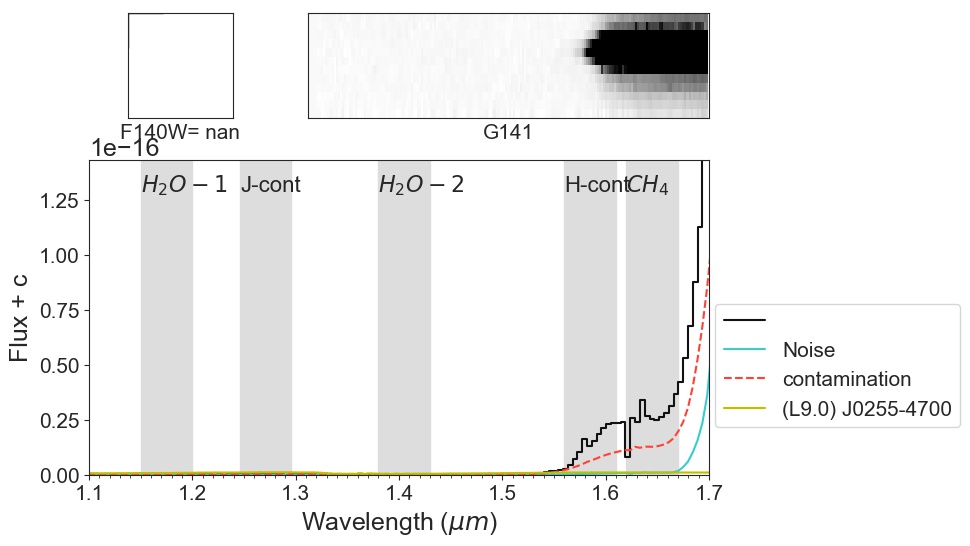 F140W= nan
G141
1e−16
H₂O − 1
J-cont
H₂O − 2
H-cont
CH₄
1.25
1.00
0.75
0.50
0.25
0.00
Flux + c
1.1
1.2
1.3
1.4
1.5
1.6
1.7
Wavelength (μm)
Noise
contamination
(L9.0) J0255-4700